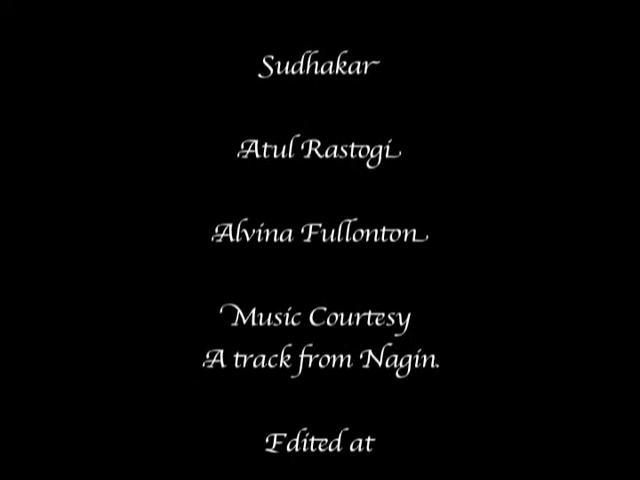 Sudhakar
Atul Rastogi
Alvina Fullonton
Music Courtesy
A track from Nagin.
Edited at